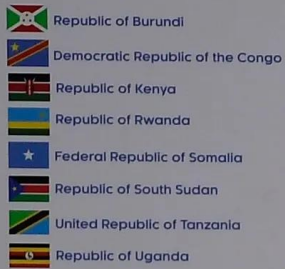 Republic of Burundi
Democratic Republic of the Congo
Republic of Kenya
Republic of Rwanda
Federal Republic of Somalia
Republic of South Sudan
United Republic of Tanzania
Republic of Uganda